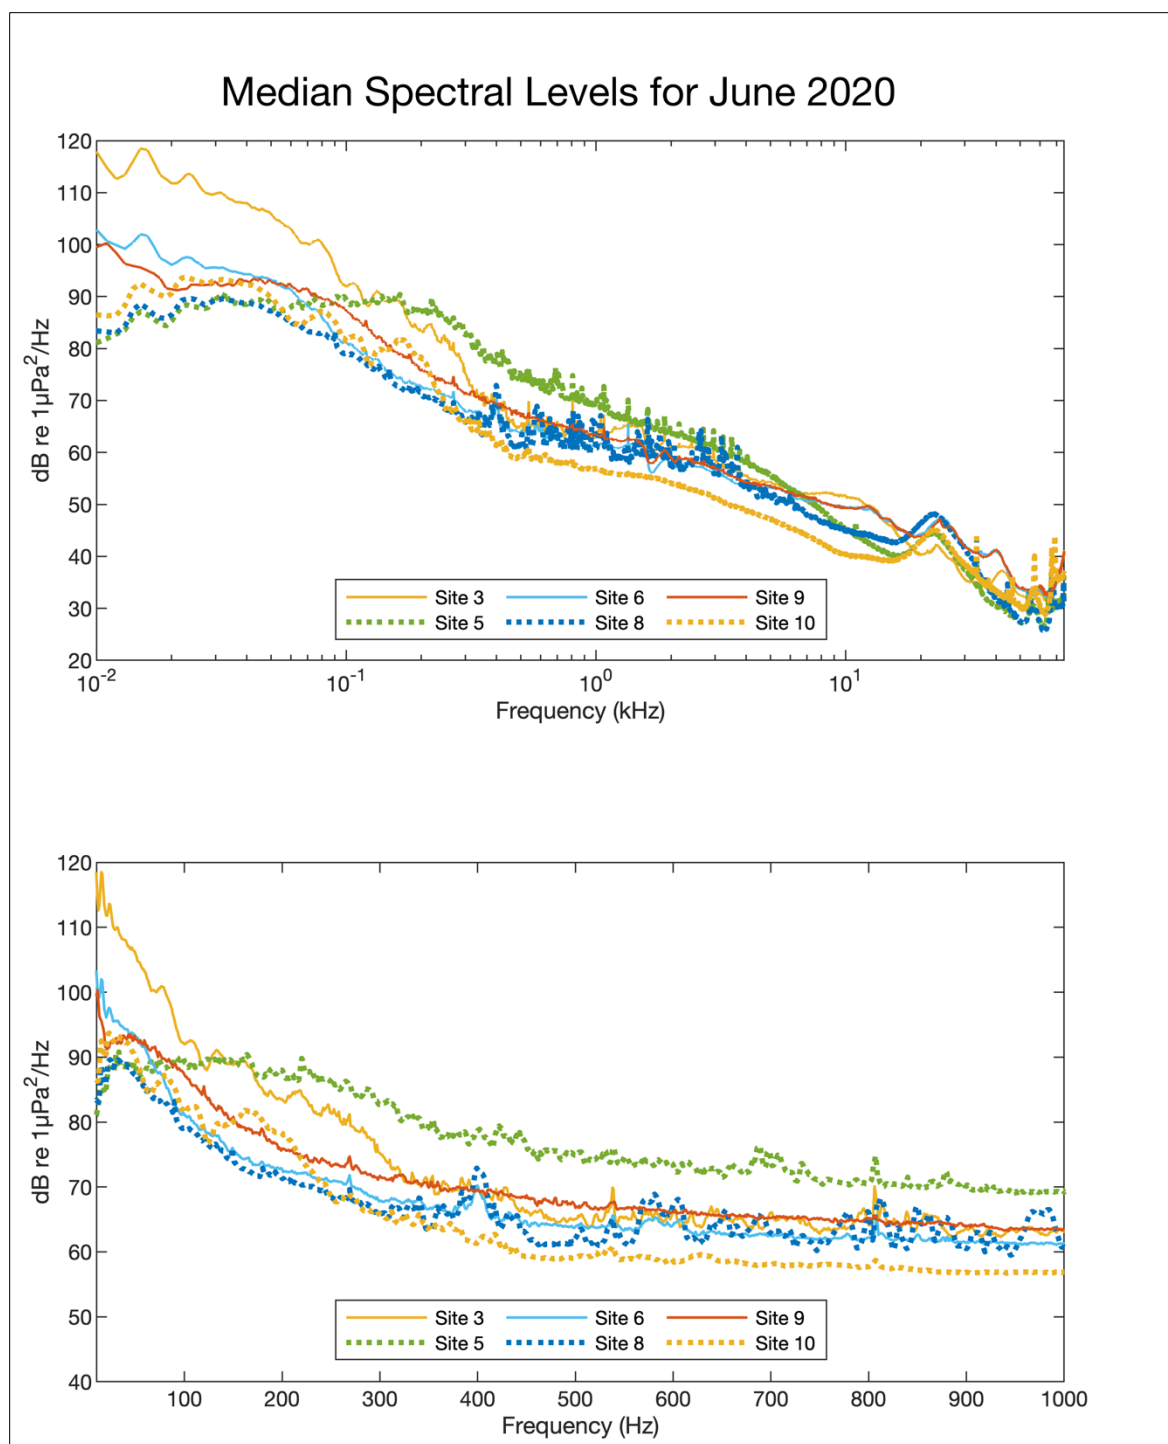 Median Spectral Levels for June 2020
120
110
100
90
80
70
60
50
40
30
20
dB re 1µPa²/Hz
Site 3 Site 6 Site 9
Site 5 Site 8 Site 10
10⁻² 10⁻¹ 10⁰ 10¹
Frequency (kHz)
120
110
100
90
80
70
60
50
40
dB re 1µPa²/Hz
Site 3 Site 6 Site 9
Site 5 Site 8 Site 10
100 200 300 400 500 600 700 800 900 1000
Frequency (Hz)